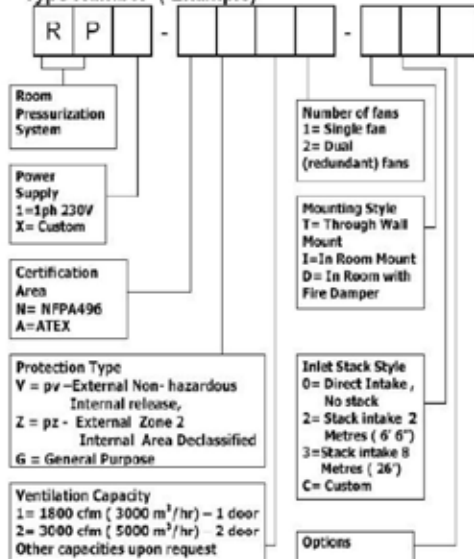 Type Number ( Example)
R P - -
Room
Pressurization
System
Power
Supply
1=1ph 230V
X= Custom
Certification
Area
N= NFPA496
A=ATEX
Protection Type
V = pv -External Non- hazardous
Internal release,
Z = pz - External Zone 2
Internal Area Declassified
G = General Purpose
Ventilation Capacity
1= 1800 cfm ( 3000 m³/hr) - 1 door
2= 3000 cfm ( 5000 m³/hr) - 2 door
Other capacities upon request
Number of fans
1= Single fan
2= Dual
(redundant) fans
Mounting Style
T= Through Wall
Mount
I=In Room Mount
D= In Room with
Fire Damper
Inlet Stack Style
0= Direct Intake ,
No stack
2= Stack intake 2
Metres ( 6' 6")
3=Stack intake 8
Metres ( 26')
C= Custom
Options